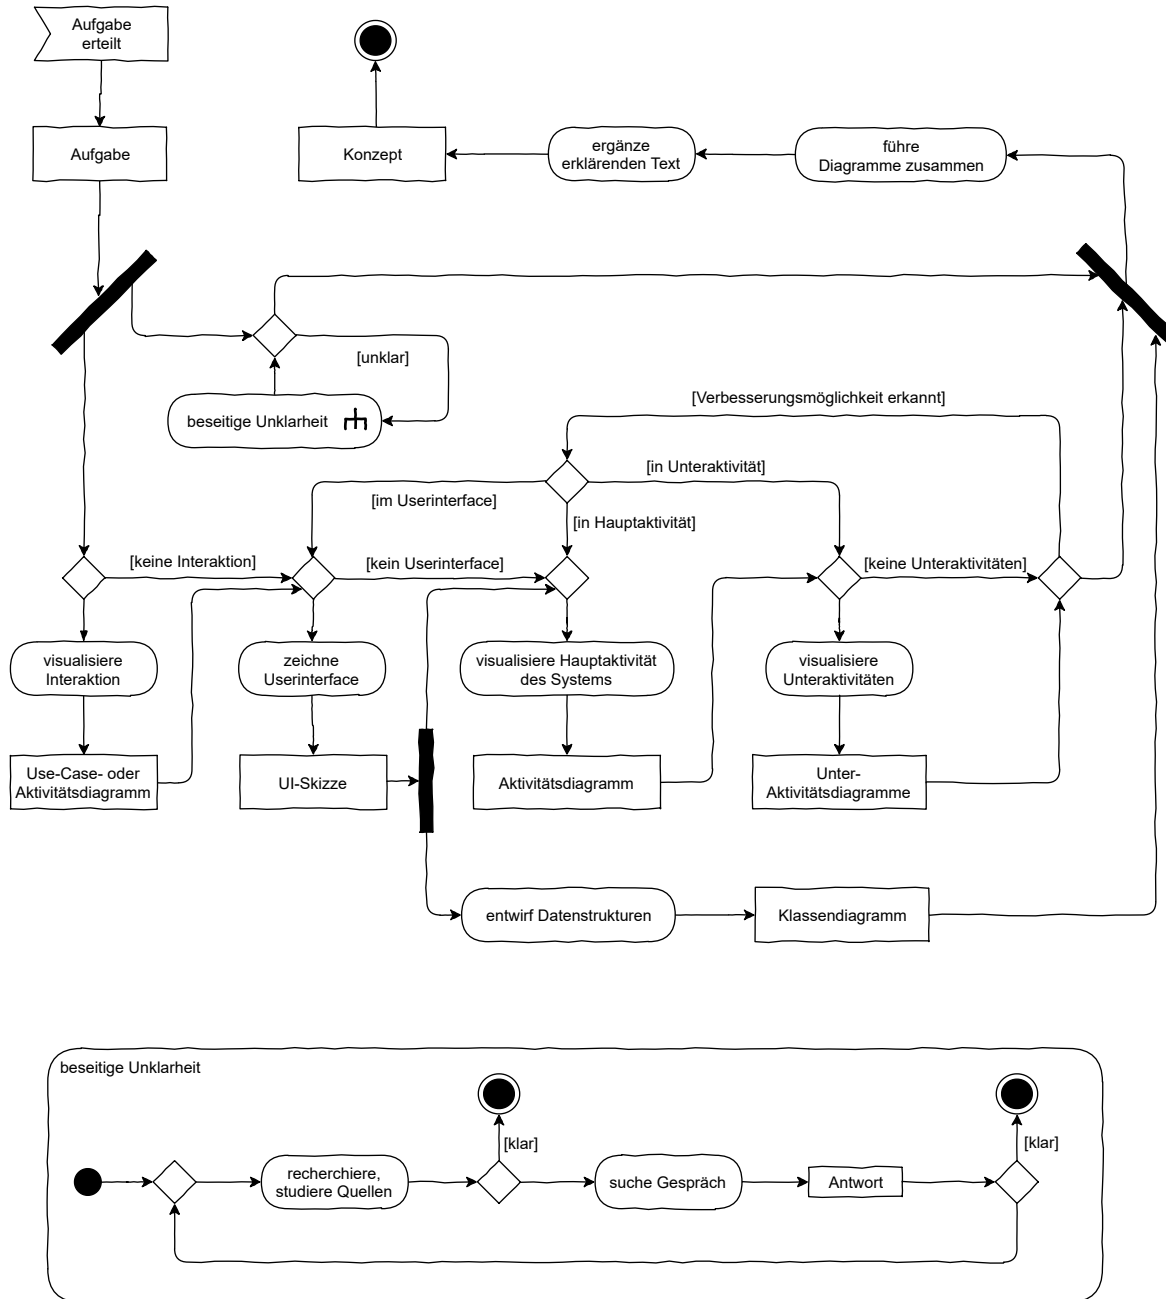 Aufgabe
erteilt
Aufgabe
Konzept
ergänze
erklärenden Text
führe
Diagramme zusammen
[unklar]
beseitige Unklarheit
[Verbesserungsmöglichkeit erkannt]
[in Unteraktivität]
[im Userinterface]
[in Hauptaktivität]
[keine Interaktion]
[kein Userinterface]
[keine Unteraktivitäten]
visualisiere
Interaktion
zeichne
Userinterface
visualisiere Hauptaktivität
des Systems
visualisiere
Unteraktivitäten
Use-Case- oder
Aktivitätsdiagramm
UI-Skizze
Aktivitätsdiagramm
Unter-
Aktivitätsdiagramme
entwirf Datenstrukturen
Klassendiagramm
beseitige Unklarheit
[klar]
[klar]
recherchiere,
studiere Quellen
suche Gespräch
Antwort